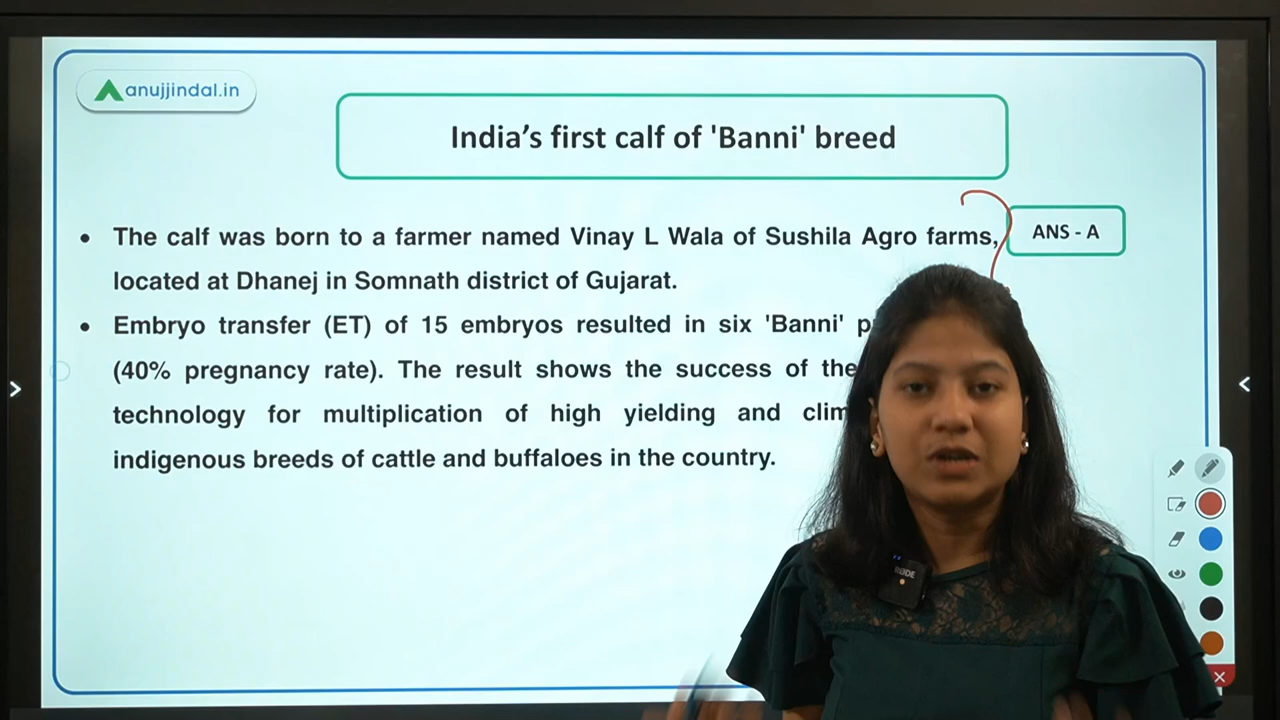 anujjindal.in
India's first calf of 'Banni' breed
The calf was born to a farmer named Vinay L Wala of Sushila Agro farms,
ANS - A
located at Dhanej in Somnath district of Gujarat.
Embryo transfer (ET) of 15 embryos resulted in six 'Banni'
(40% pregnancy rate). The result shows the success of the
technology for multiplication of high yielding and
indigenous breeds of cattle and buffaloes in the country.
RØDE